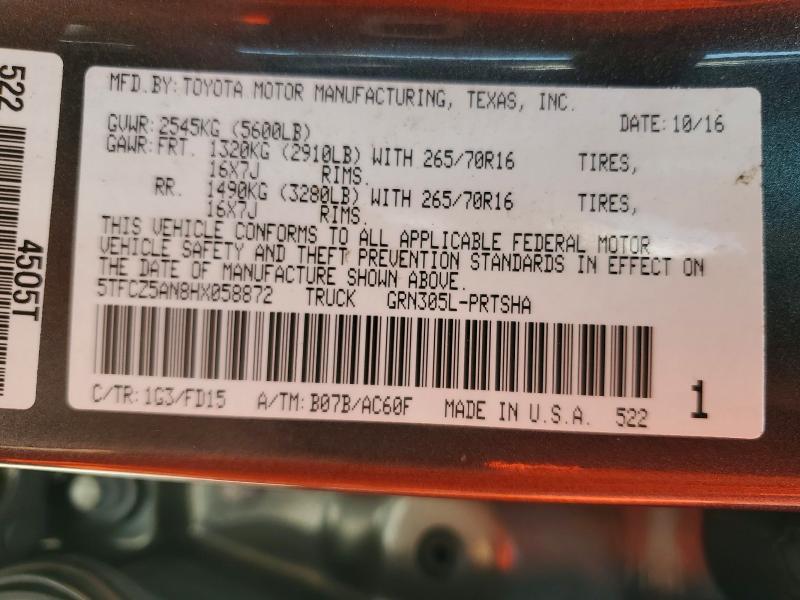 MFD. BY: TOYOTA MOTOR MANUFACTURING, TEXAS, INC.
DATE: 10/16
GVWR: 2545KG (5600LB)
GAWR: FRT. 1320KG (2910LB) WITH 265/70R16 TIRES,
16X7J RIMS.
RR. 1490KG (3280LB) WITH 265/70R16 TIRES,
16X7J RIMS.
THIS VEHICLE CONFORMS TO ALL APPLICABLE FEDERAL MOTOR
VEHICLE SAFETY AND THEFT PREVENTION STANDARDS IN EFFECT ON
THE DATE OF MANUFACTURE SHOWN ABOVE.
5TFCZ5AN8HX058872 TRUCK GRN305L-PRTSHA
C/TR: 1G3/FD15 A/TM: B07B/AC60F MADE IN U.S.A. 522
1
522
4505T